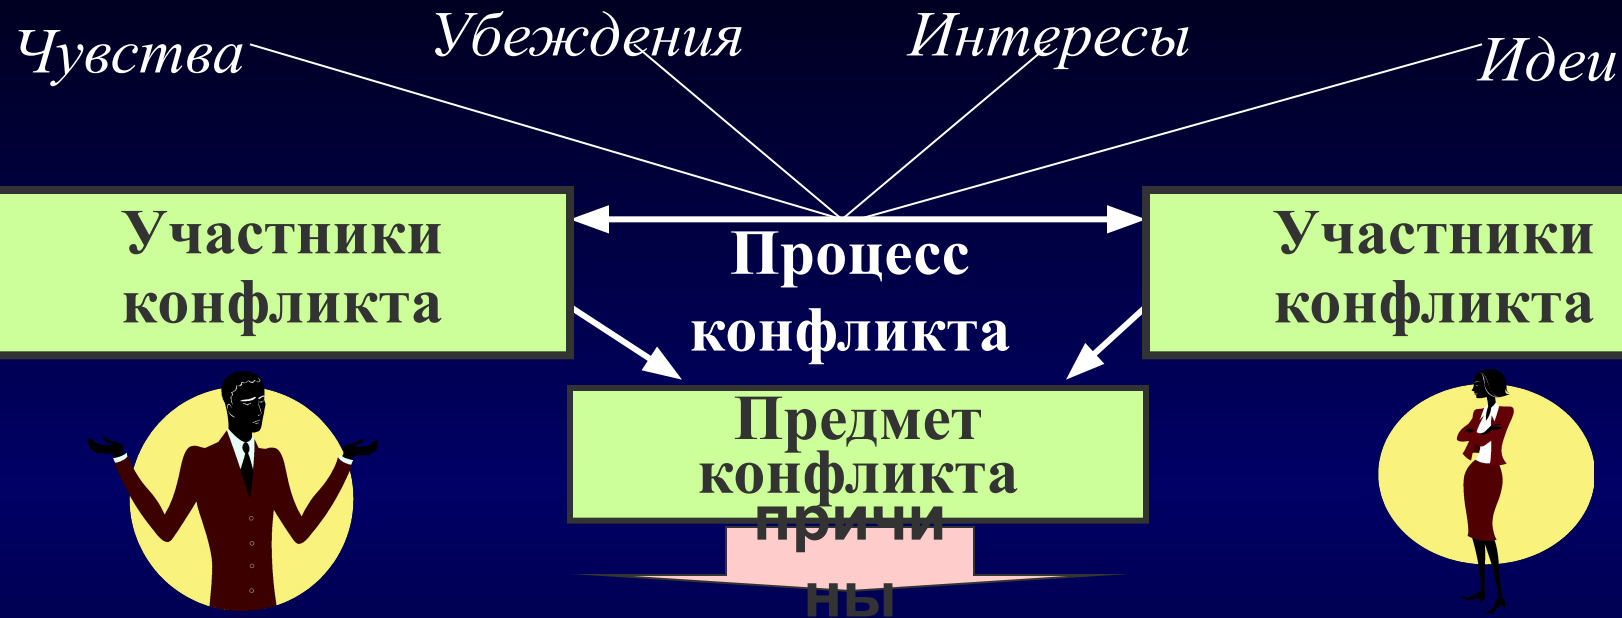 Чувства
Убеждения
Интересы
Идеи
Участники
конфликта
Процесс
конфликта
Участники
конфликта
Предмет
конфликта
причи
ны